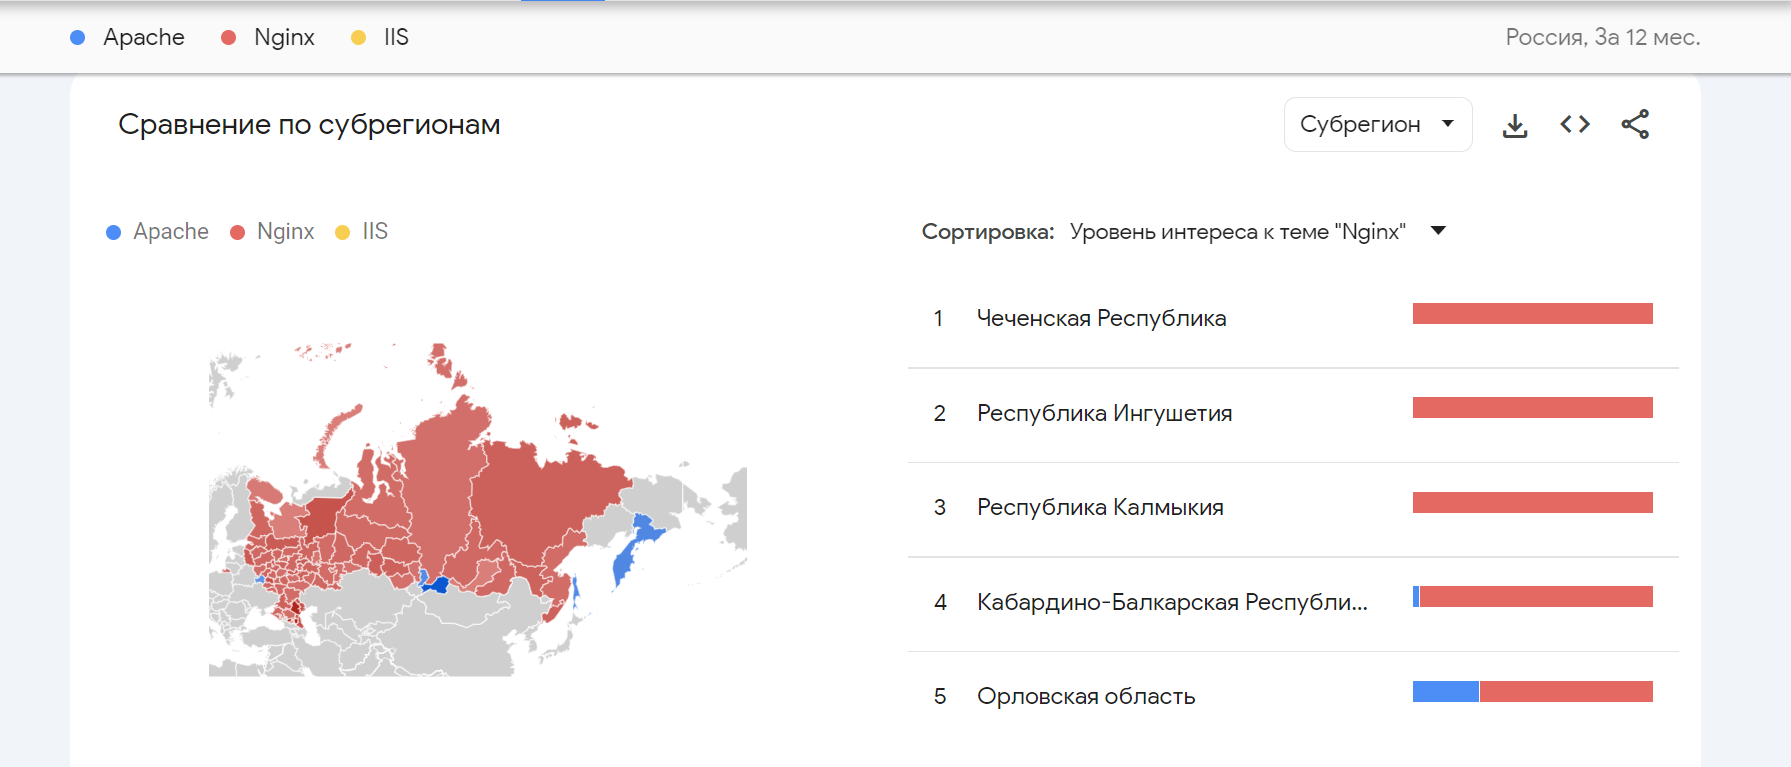 Apache Nginx IIS Россия, За 12 мес.
Сравнение по субрегионам Субрегион
Apache Nginx IIS
Сортировка: Уровень интереса к теме "Nginx"
1 Чеченская Республика
2 Республика Ингушетия
3 Республика Калмыкия
4 Кабардино-Балкарская Республи...
5 Орловская область